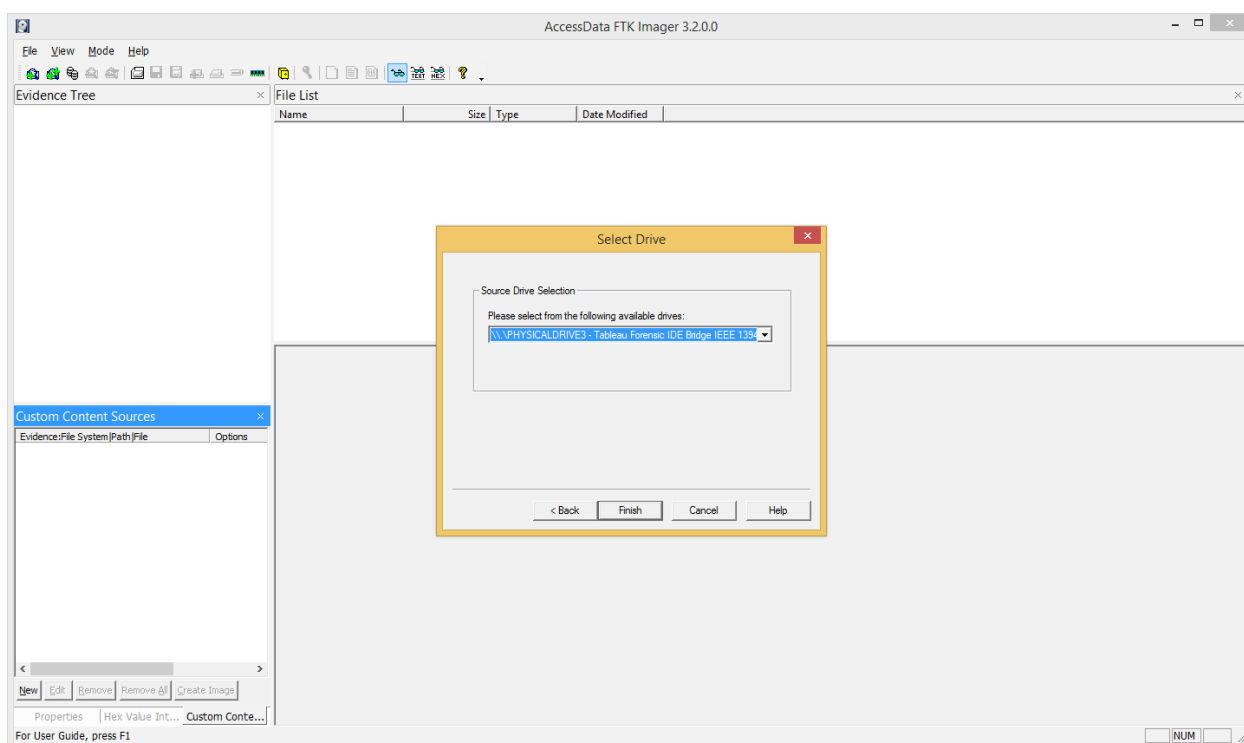 AccessData FTK Imager 3.2.0.0
File View Mode Help
Evidence Tree
File List
Name Size Type Date Modified
Select Drive
Source Drive Selection
Please select from the following available drives:
\\.\PHYSICALDRIVE3 - Tableau Forensic IDE Bridge IEEE 1394
< Back Finish Cancel Help
Custom Content Sources
Evidence:File System|Path|File Options
New Edit Remove Remove All Create Image
Properties Hex Value Int... Custom Conte...
For User Guide, press F1 NUM